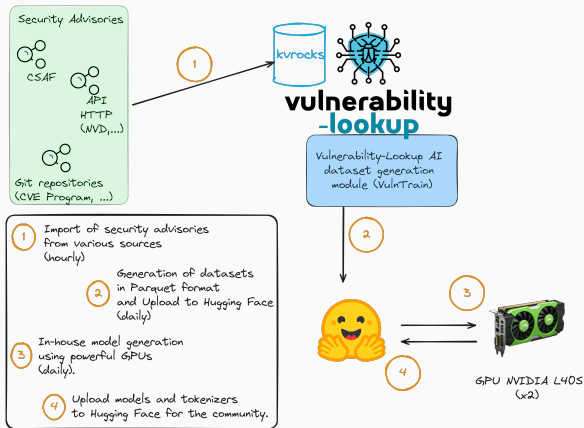 Security Advisories
CSAF
API
HTTP
(NVD,...)
Git repositories
(CVE Program, ...)
1
kvrocks
vulnerability
-lookup
Vulnerability-Lookup AI
dataset generation
module (VulnTrain)
2
3
4
GPU NVIDIA L40S
(x2)
1
Import of security advisories
from various sources
(hourly)
2
Generation of datasets
in Parquet format
and Upload to Hugging Face
(daily)
3
In-house model generation
using powerful GPUs
(daily).
4
Upload models and tokenizers
to Hugging Face for the community.